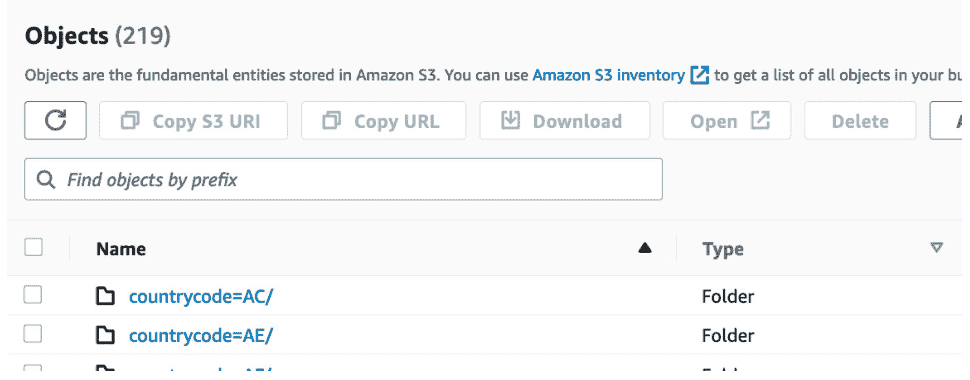 Objects (219)
Objects are the fundamental entities stored in Amazon S3. You can use Amazon S3 inventory to get a list of all objects in your
Copy S3 URI Copy URL Download Open Delete
Find objects by prefix
Name Type
countrycode=AC/ Folder
countrycode=AE/ Folder